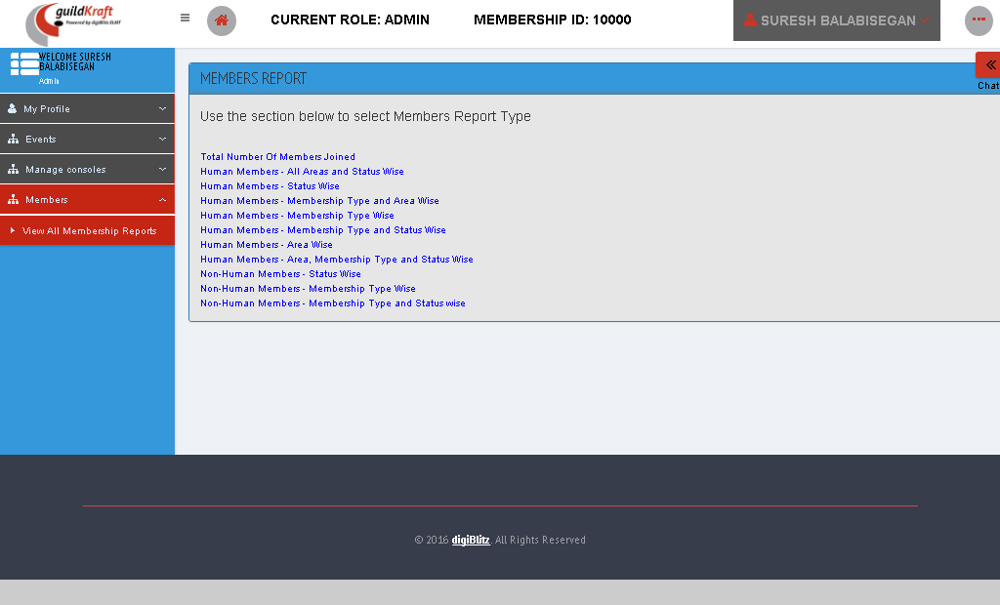 guildKraft
Powered by digiBlitz ELMT
CURRENT ROLE: ADMIN
MEMBERSHIP ID: 10000
SURESH BALABISEGAN
WELCOME SURESH
BALABISEGAN
Admin
Chat
MEMBERS REPORT
My Profile
Events
Manage consoles
Members
View All Membership Reports
Use the section below to select Members Report Type
Total Number Of Members Joined
Human Members - All Areas and Status Wise
Human Members - Status Wise
Human Members - Membership Type and Area Wise
Human Members - Membership Type Wise
Human Members - Membership Type and Status Wise
Human Members - Area Wise
Human Members - Area, Membership Type and Status Wise
Non-Human Members - Status Wise
Non-Human Members - Membership Type Wise
Non-Human Members - Membership Type and Status wise
© 2016 digiBlitz. All Rights Reserved